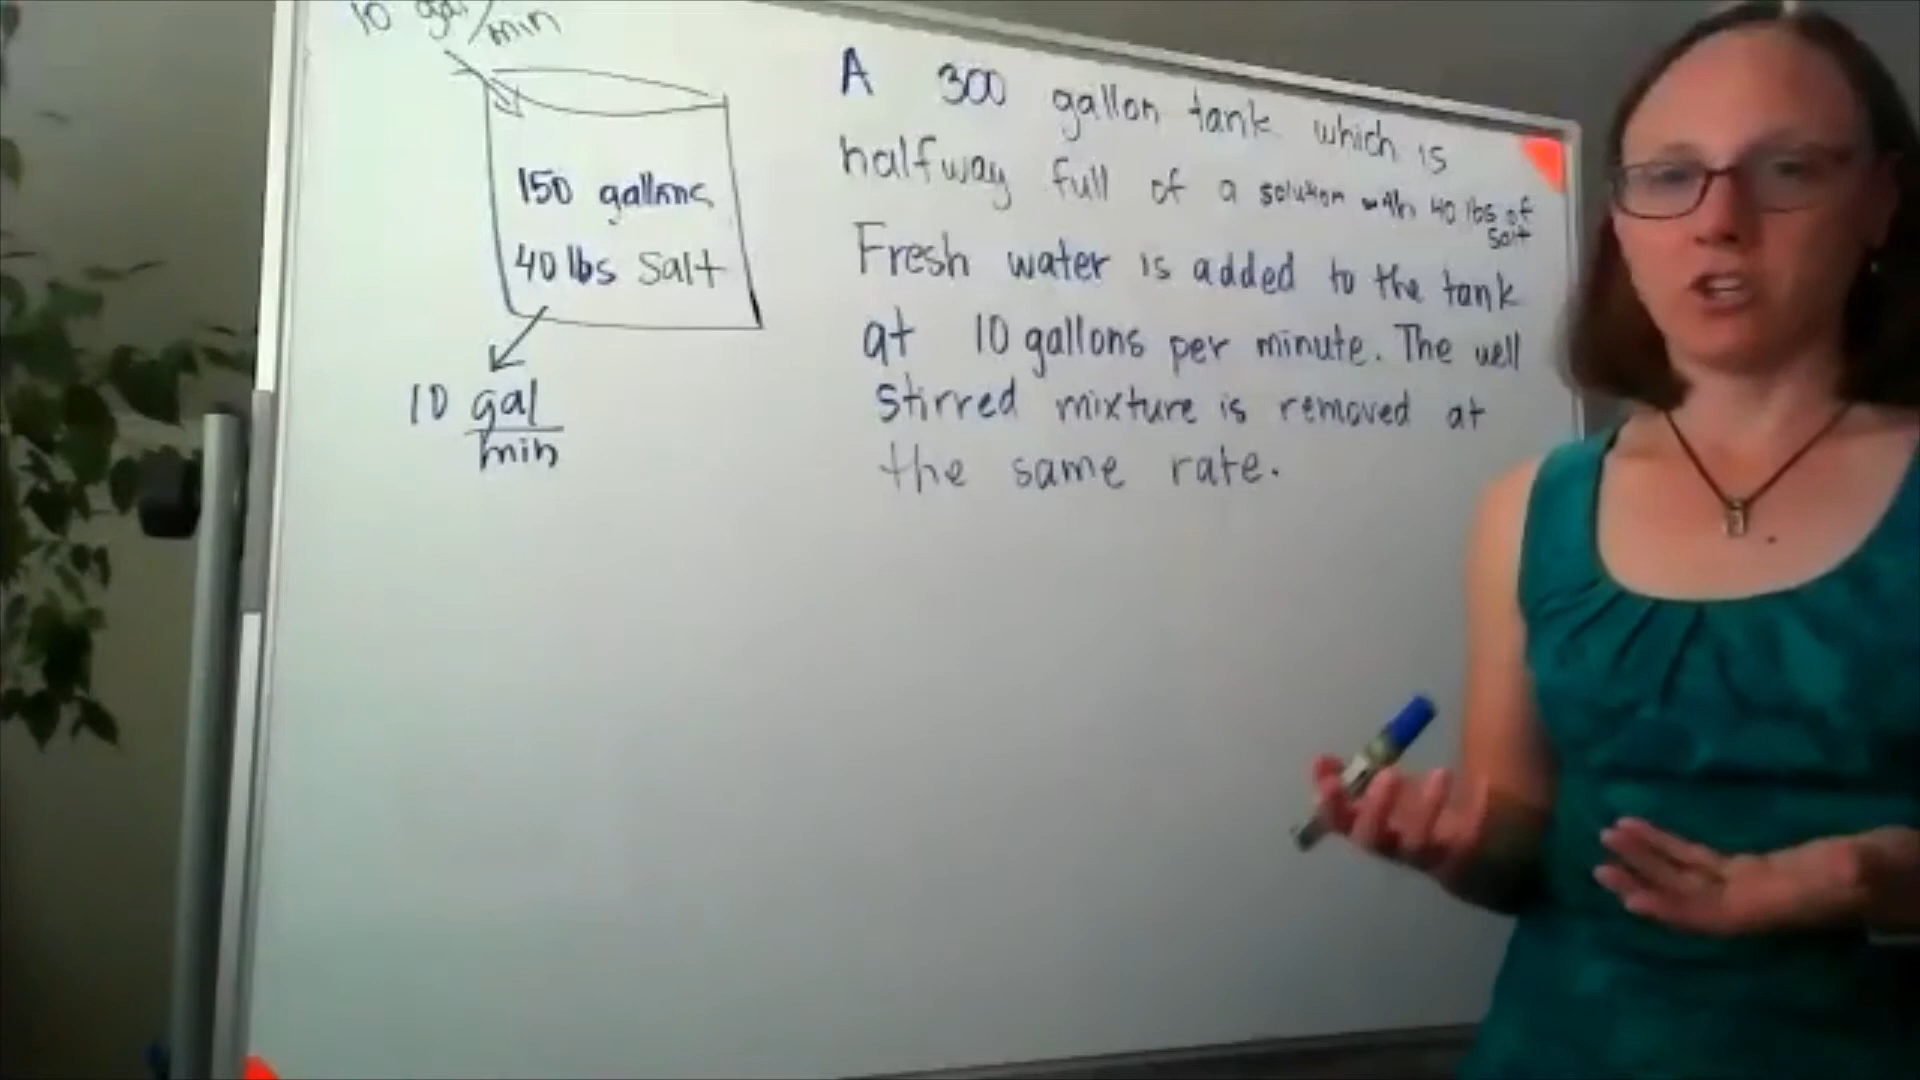 10 gal/min
150 gallons
40 lbs Salt
10 gal
min
A 300 gallon tank which is
halfway full of a solution with 40 lbs of
Salt
Fresh water is added to the tank
at 10 gallons per minute. The well
stirred mixture is removed at
the same rate.